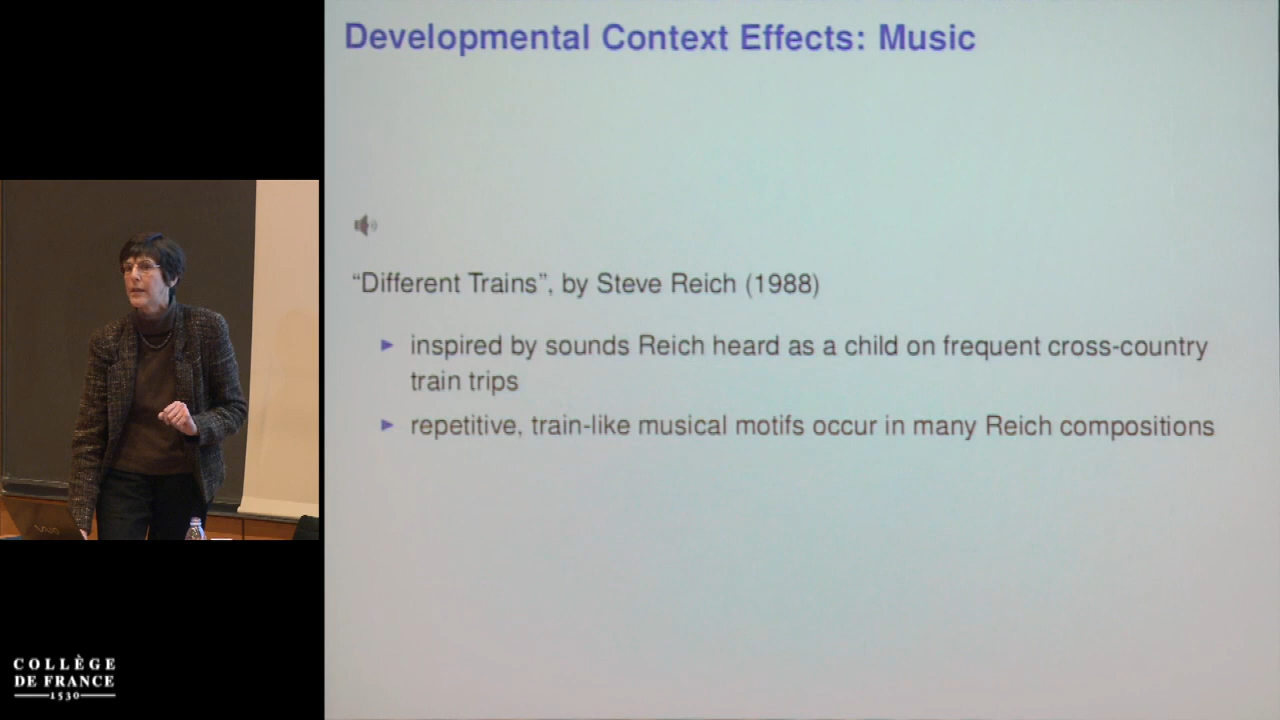 Developmental Context Effects: Music
“Different Trains”, by Steve Reich (1988)
▶ inspired by sounds Reich heard as a child on frequent cross-country
train trips
▶ repetitive, train-like musical motifs occur in many Reich compositions
VAIO
COLLÈGE
DE FRANCE
1530